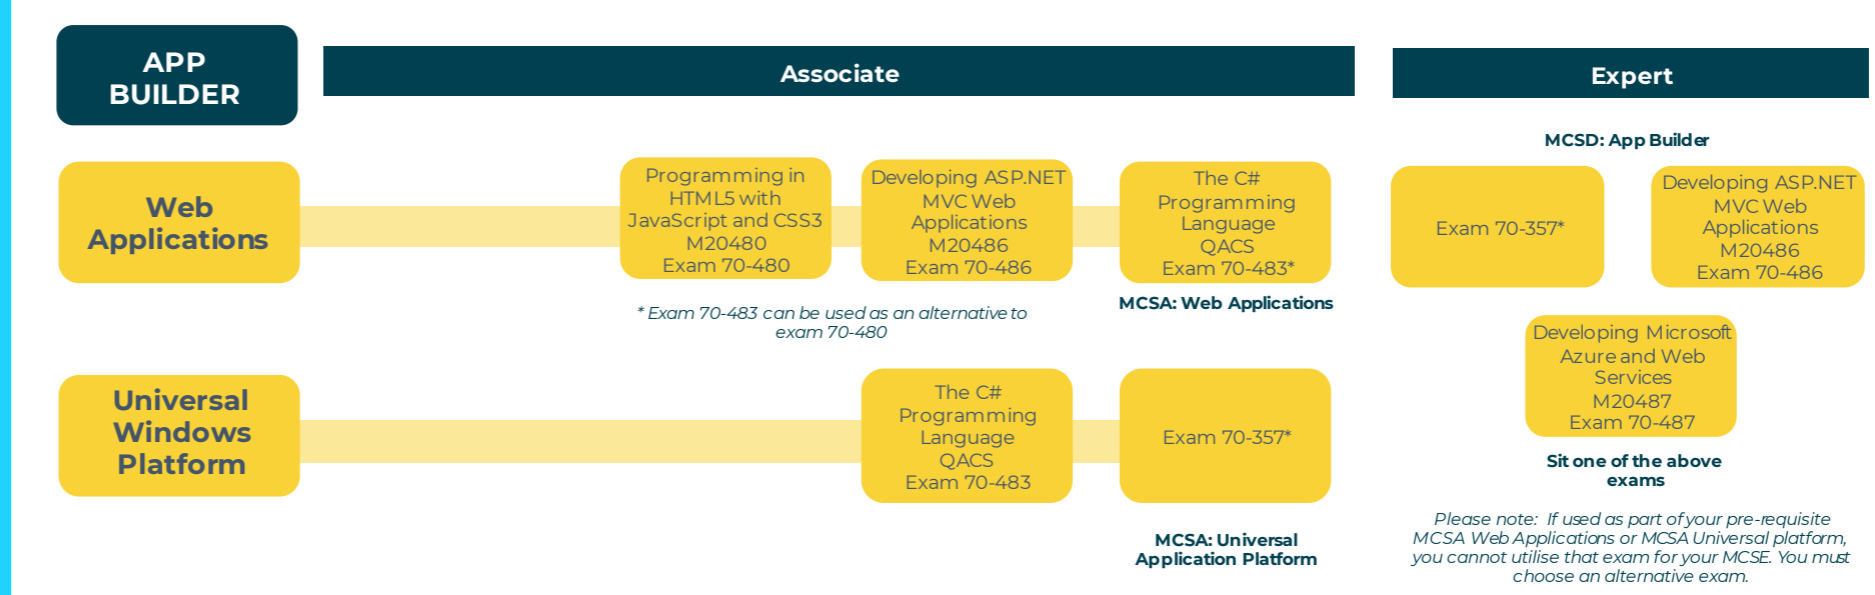 APP
BUILDER
Associate
Expert
MCSD: App Builder
Web
Applications
Programming in
HTML5 with
JavaScript and CSS3
M20480
Exam 70-480
Developing ASP.NET
MVC Web
Applications
M20486
Exam 70-486
The C#
Programming
Language
QACS
Exam 70-483*
Exam 70-357*
Developing ASP.NET
MVC Web
Applications
M20486
Exam 70-486
* Exam 70-483 can be used as an alternative to
exam 70-480
MCSA: Web Applications
Developing Microsoft
Azure and Web
Services
M20487
Exam 70-487
Universal
Windows
Platform
The C#
Programming
Language
QACS
Exam 70-483
Exam 70-357*
Sit one of the above
exams
MCSA: Universal
Application Platform
Please note: If used as part of your pre-requisite
MCSA Web Applications or MCSA Universal platform,
you cannot utilise that exam for your MCSE. You must
choose an alternative exam.